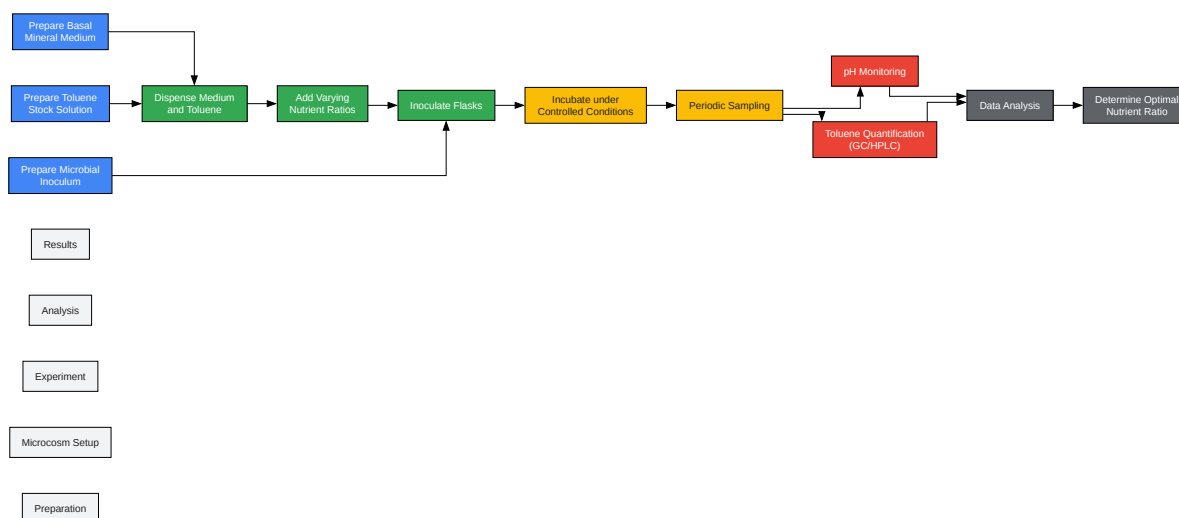 Prepare Basal
Mineral Medium
Prepare Toluene
Stock Solution
Dispense Medium
and Toluene
Add Varying
Nutrient Ratios
Inoculate Flasks
Incubate under
Controlled Conditions
Periodic Sampling
pH Monitoring
Toluene Quantification
(GC/HPLC)
Data Analysis
Determine Optimal
Nutrient Ratio
Prepare Microbial
Inoculum
Results
Analysis
Experiment
Microcosm Setup
Preparation